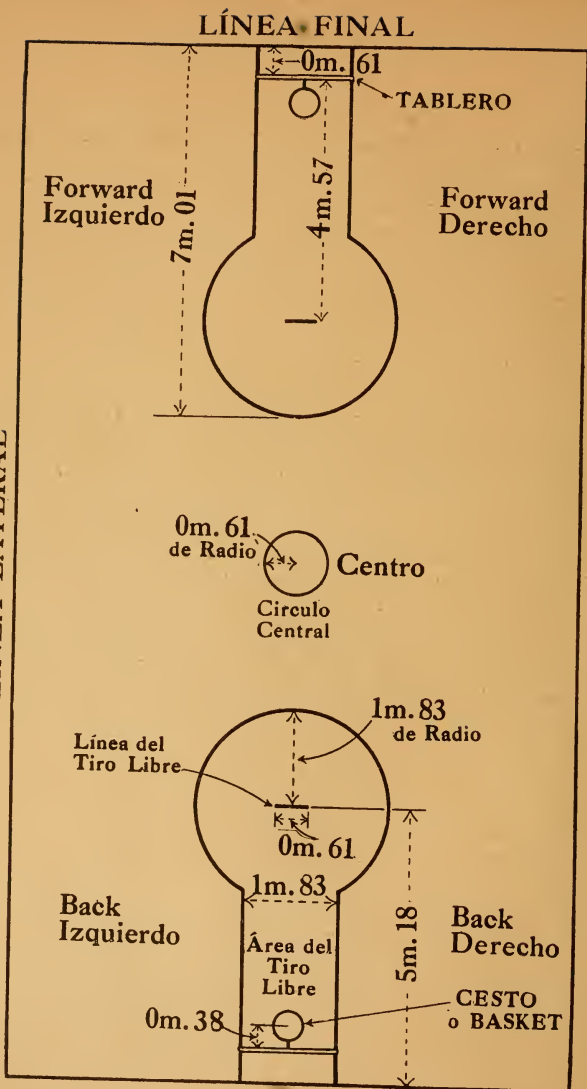 LÍNEA FINAL
0m. 61
TABLERO
Forward
Izquierdo
7m. 01
4m. 57
Forward
Derecho
LATERAL
0m. 61
de Radio
Centro
Circulo
Central
1m. 83
de Radio
Línea del
Tiro Libre
0m. 61
1m. 83
Back
Izquierdo
Área del
Tiro
Libre
5m. 18
Back
Derecho
0m. 38
CESTO
o BASKET